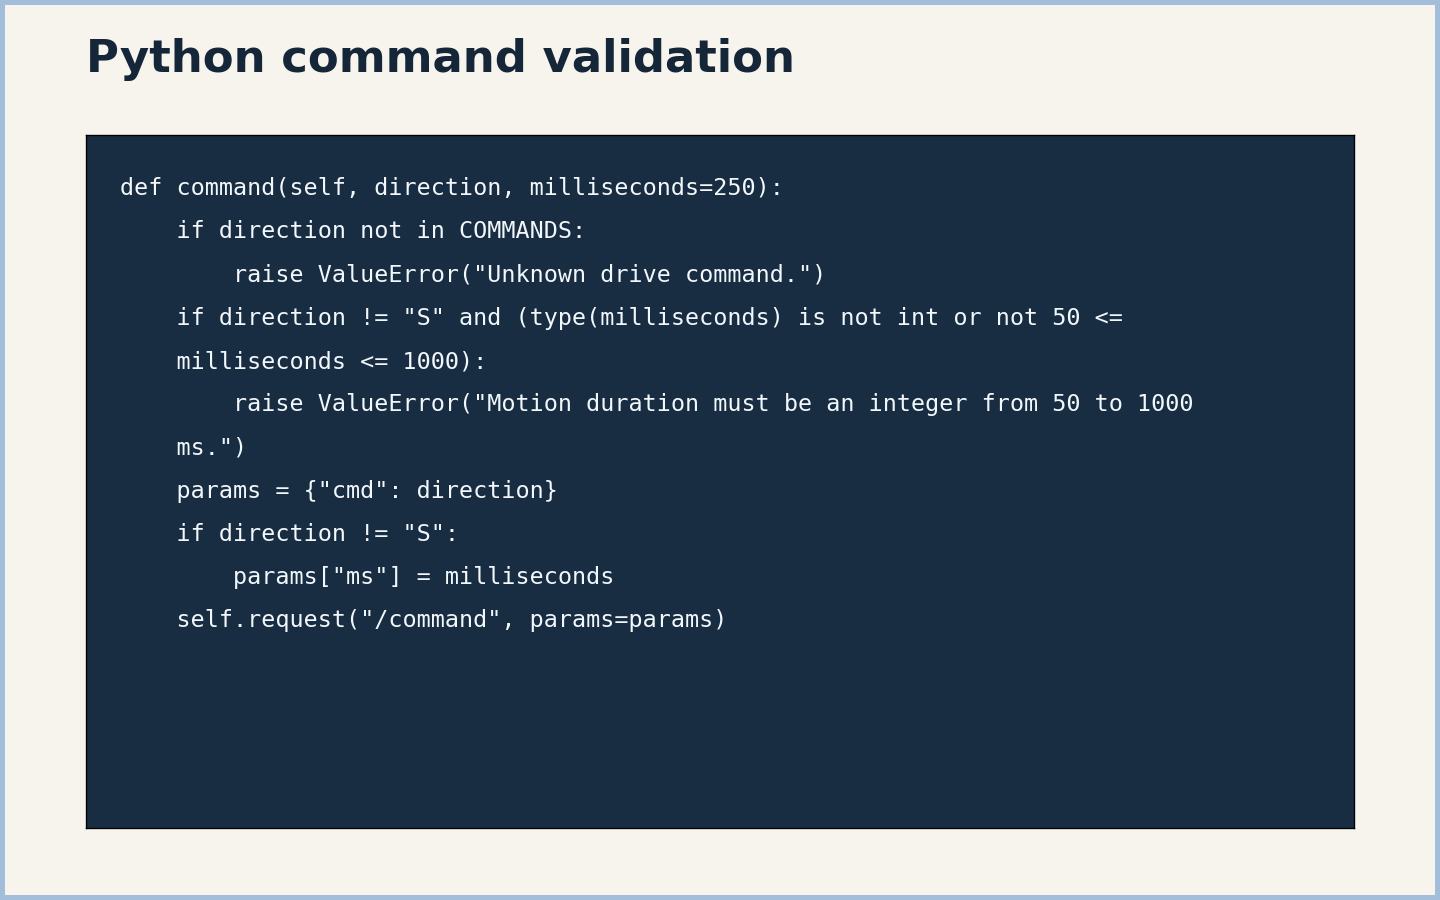 Python command validation
def command(self, direction, milliseconds=250):
    if direction not in COMMANDS:
        raise ValueError("Unknown drive command.")
    if direction != "S" and (type(milliseconds) is not int or not 50 <=
    milliseconds <= 1000):
        raise ValueError("Motion duration must be an integer from 50 to 1000
    ms.")
    params = {"cmd": direction}
    if direction != "S":
        params["ms"] = milliseconds
    self.request("/command", params=params)